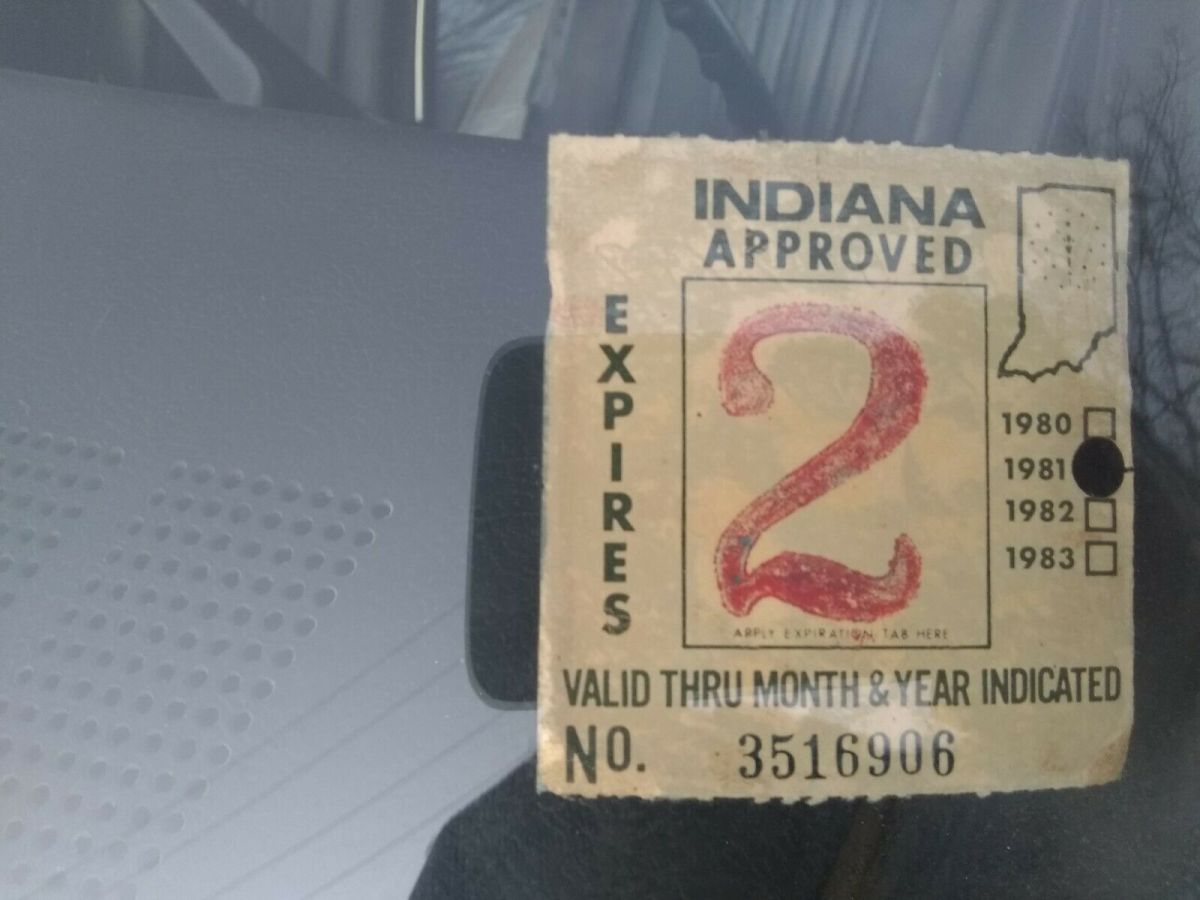 INDIANA
APPROVED
EXPIRES
2
1980
1981
1982
1983
APPLY EXPIRATION TAB HERE
VALID THRU MONTH & YEAR INDICATED
NO. 3516906